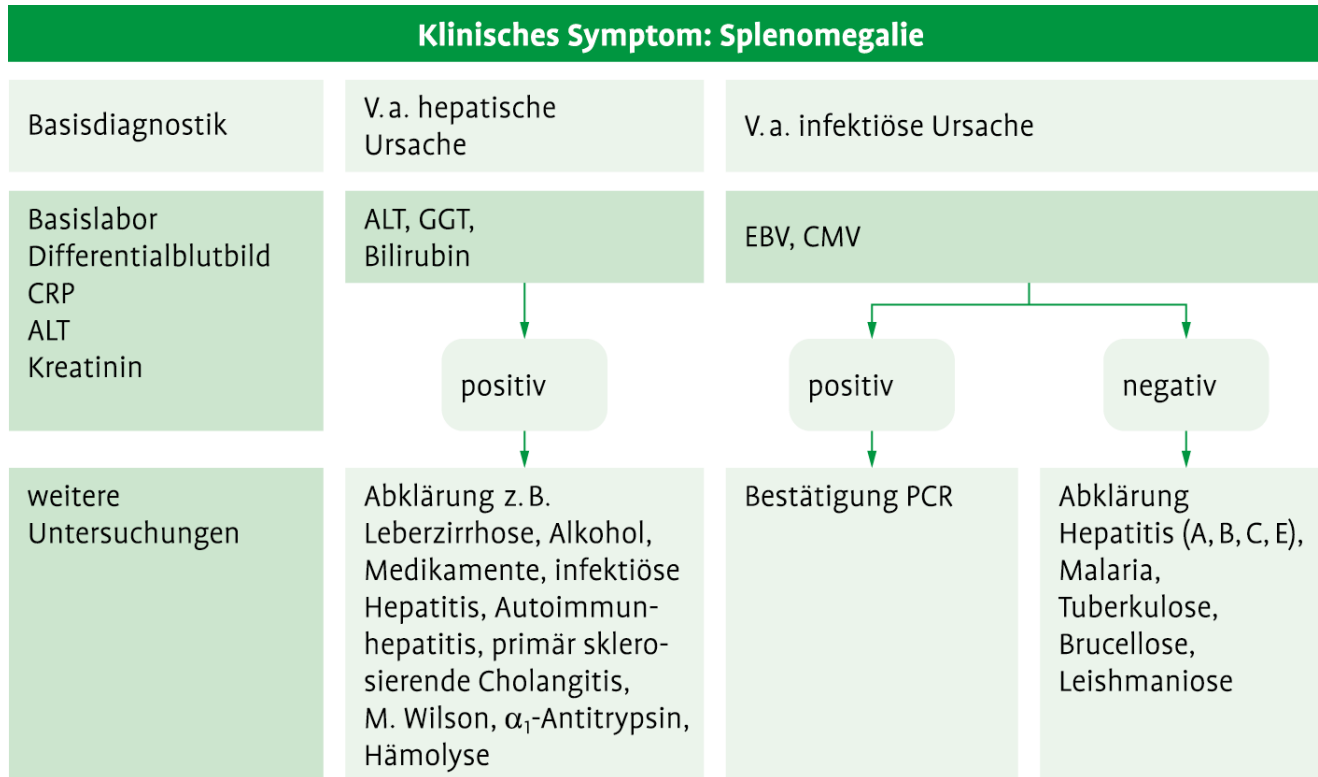 Klinisches Symptom: Splenomegalie
Basisdiagnostik
V. a. hepatische
Ursache
V. a. infektiöse Ursache
Basislabor
Differentialblutbild
CRP
ALT
Kreatinin
ALT, GGT,
Bilirubin
EBV, CMV
positiv
positiv
negativ
weitere
Untersuchungen
Abklärung z. B.
Leberzirrhose, Alkohol,
Medikamente, infektiöse
Hepatitis, Autoimmun-
hepatitis, primär sklero-
sierende Cholangitis,
M. Wilson, α₁-Antitrypsin,
Hämolyse
Bestätigung PCR
Abklärung
Hepatitis (A, B, C, E),
Malaria,
Tuberkulose,
Brucellose,
Leishmaniose